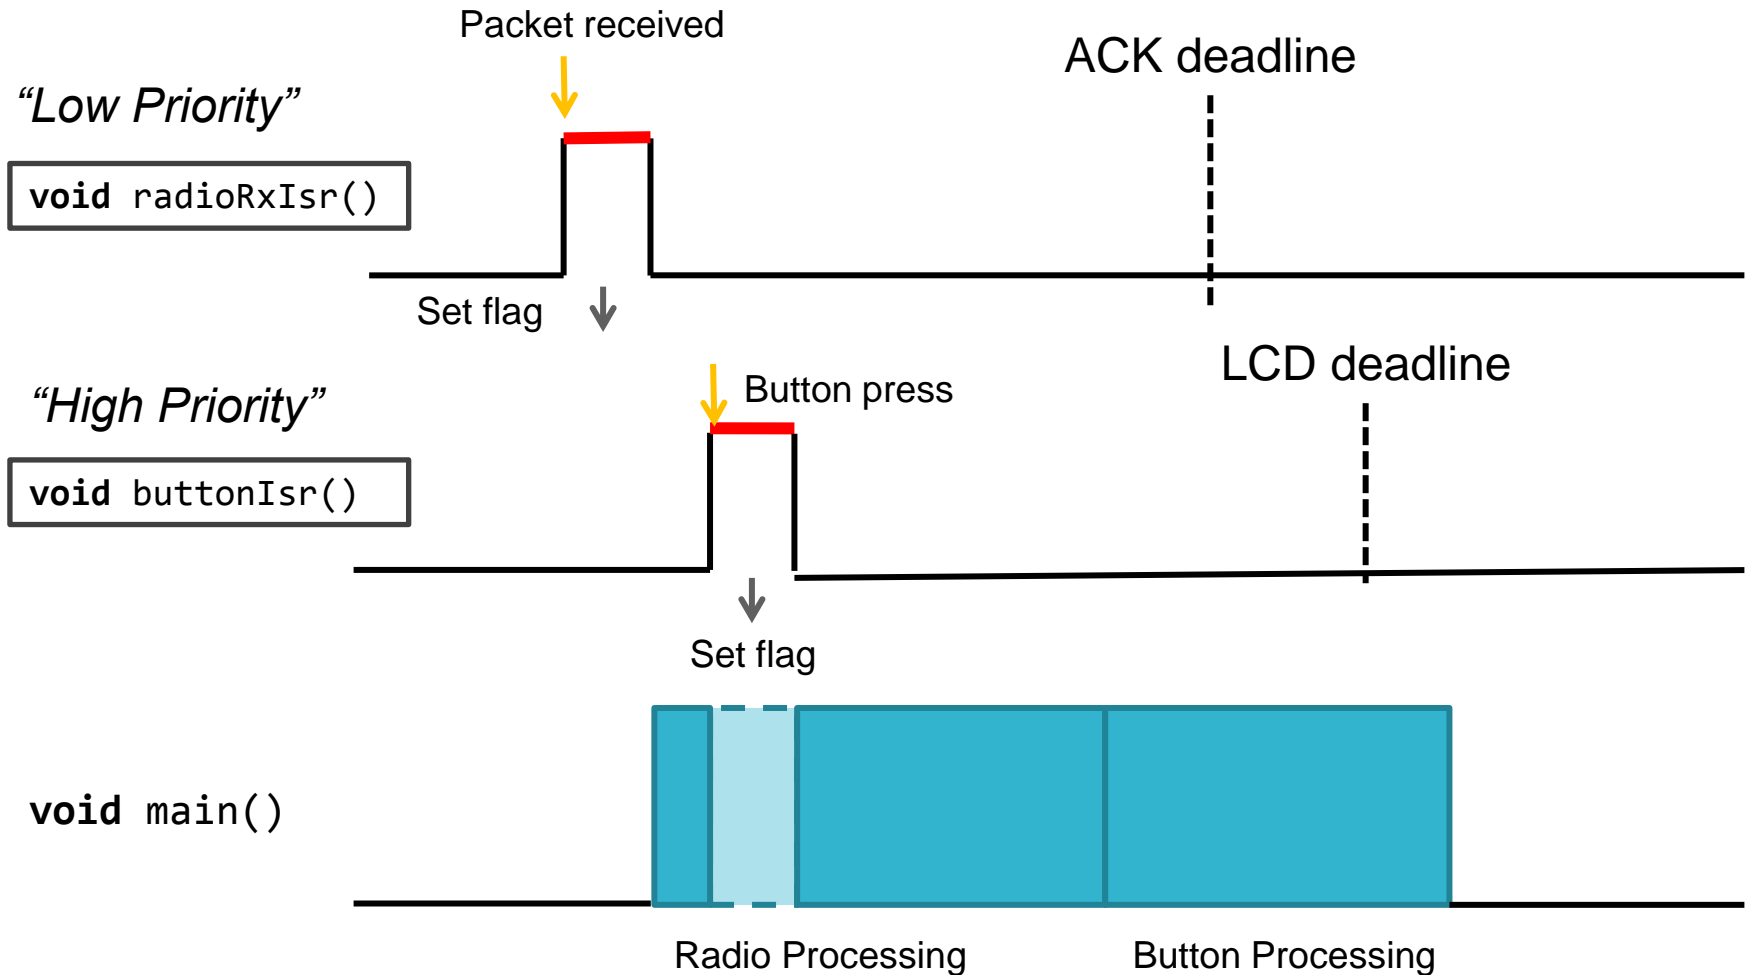 Packet received
ACK deadline
“Low Priority”
void radioRxIsr()
Set flag
LCD deadline
“High Priority”
Button press
void buttonIsr()
Set flag
void main()
Radio Processing
Button Processing